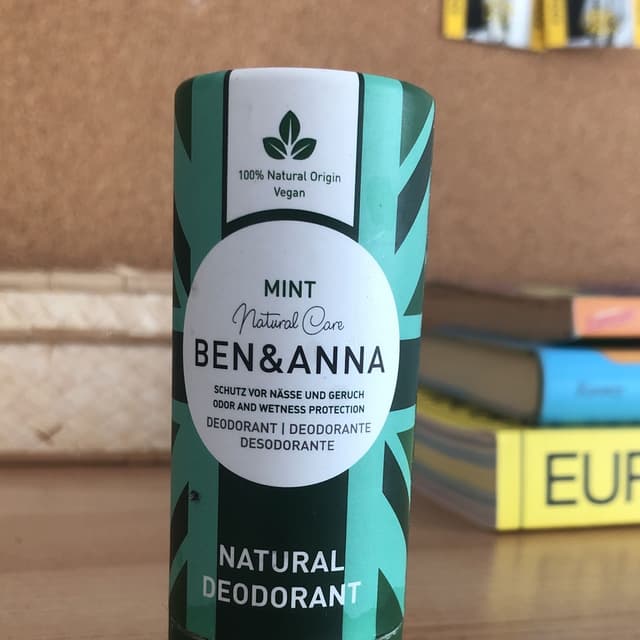 100% Natural Origin
Vegan
MINT
Natural Care
BEN&ANNA
SCHUTZ VOR NÄSSE UND GERUCH
ODOR AND WETNESS PROTECTION
DEODORANT | DEODORANTE
DESODORANTE
NATURAL
DEODORANT
EUR